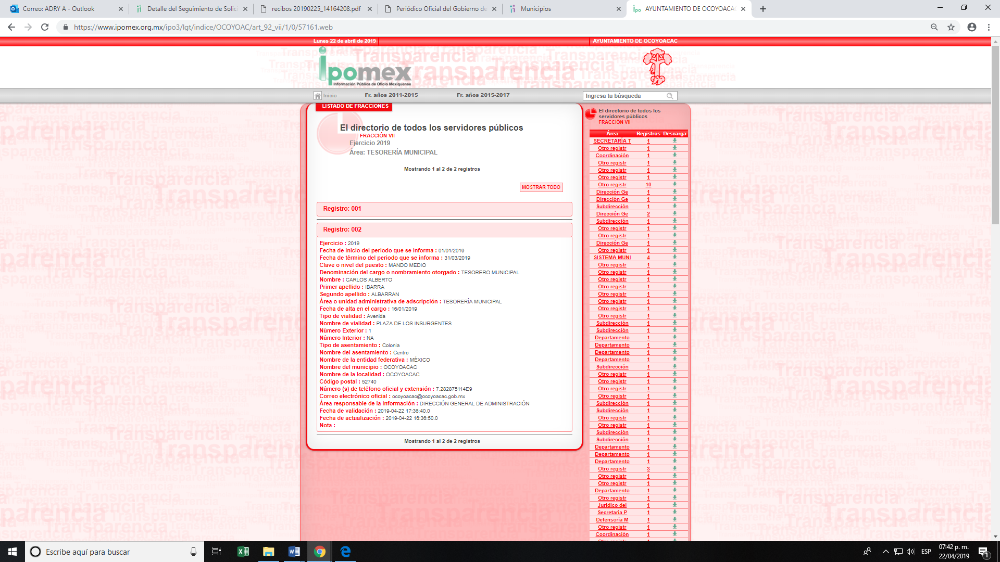 Correo: ADRY A - Outlook
Detalle del Seguimiento de Solici
recibos 20190225_14164208.pdf
Periódico Oficial del Gobierno de
Municipios
AYUNTAMIENTO DE OCOYOACAC
https://www.ipomex.org.mx/ipo3/lgt/indice/OCOYOAC/art_92_vii/1/0/57161.web
Lunes 22 de abril de 2019
AYUNTAMIENTO DE OCOYOACAC
Transparencia
ipomex
Información Pública de Oficio Mexiquense
Inicio
Fr. años 2011-2015
Fr. años 2015-2017
Ingresa tu búsqueda
LISTADO DE FRACCIONES
El directorio de todos los servidores públicos
FRACCIÓN VII
Ejercicio 2019
Área: TESORERÍA MUNICIPAL
Mostrando 1 al 2 de 2 registros
MOSTRAR TODO
Registro: 001
Registro: 002
Ejercicio : 2019
Fecha de inicio del periodo que se informa : 01/01/2019
Fecha de término del periodo que se informa : 31/03/2019
Clave o nivel del puesto : MANDO MEDIO
Denominación del cargo o nombramiento otorgado : TESORERO MUNICIPAL
Nombre : CARLOS ALBERTO
Primer apellido : IBARRA
Segundo apellido : ALBARRAN
Área o unidad administrativa de adscripción : TESORERÍA MUNICIPAL
Fecha de alta en el cargo : 16/01/2019
Tipo de vialidad : Avenida
Nombre de vialidad : PLAZA DE LOS INSURGENTES
Número Exterior : 1
Número Interior : NA
Tipo de asentamiento : Colonia
Nombre del asentamiento : Centro
Nombre de la entidad federativa : MÉXICO
Nombre del municipio : OCOYOACAC
Nombre de la localidad : OCOYOACAC
Código postal : 52740
Número (s) de teléfono oficial y extensión : 7.282875114E9
Correo electrónico oficial : ocoyoacac@ocoyoacac.gob.mx
Área responsable de la información : DIRECCIÓN GENERAL DE ADMINISTRACIÓN
Fecha de validación : 2019-04-22 17:36:40.0
Fecha de actualización : 2019-04-22 16:36:50.0
Nota :
Mostrando 1 al 2 de 2 registros
El directorio de todos los
servidores públicos
FRACCIÓN VII
Área Registros Descarga
SECRETARÍA T 1
Otro registr 1
Coordinación 1
Otro registr 1
Otro registr 1
Otro registr 1
Otro registr 10
Dirección Ge 1
Dirección Ge 1
Subdirección 1
Dirección Ge 2
Subdirección 1
Otro registr 1
Otro registr 1
Dirección Ge 1
Otro registr 1
SISTEMA MUNI 4
Otro registr 1
Otro registr 1
Otro registr 1
Otro registr 1
Otro registr 1
Otro registr 1
Otro registr 1
Otro registr 1
Subdirección 1
Subdirección 1
Departamento 1
Departamento 1
Departamento 1
Departamento 1
Subdirección 1
Otro registr 1
Otro registr 1
Otro registr 1
Otro registr 1
Subdirección 1
Subdirección 1
Otro registr 1
Otro registr 1
Subdirección 1
Subdirección 1
Departamento 1
Departamento 1
Departamento 1
Otro registr 3
Otro registr 1
Otro registr 1
Departamento 1
Otro registr 1
Juridico del 1
Secretaría P 1
Defensoría M 1
Otro registr 1
Coordinación 1
Escribe aquí para buscar
ESP
07:42 p. m.
22/04/2019
1